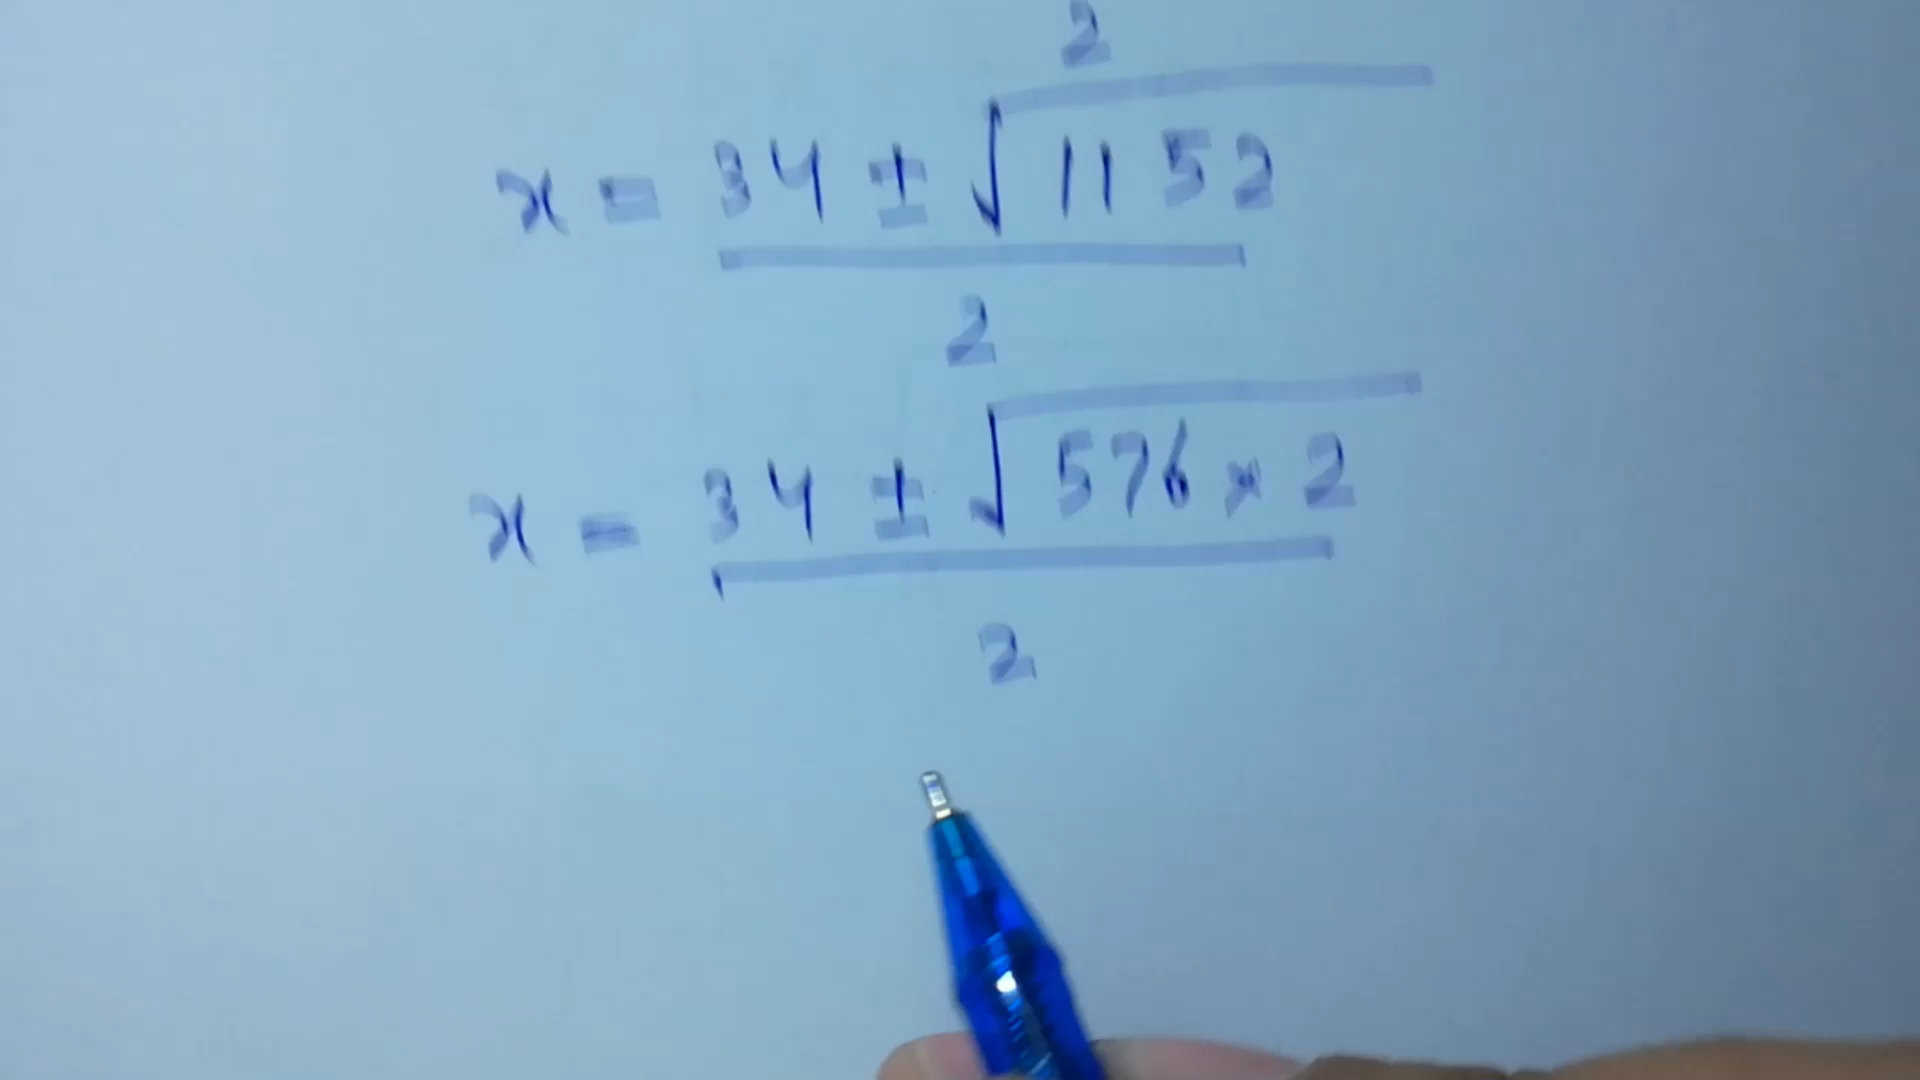 2
x = 34 ± √1152
2
x = 34 ± √576 × 2
2